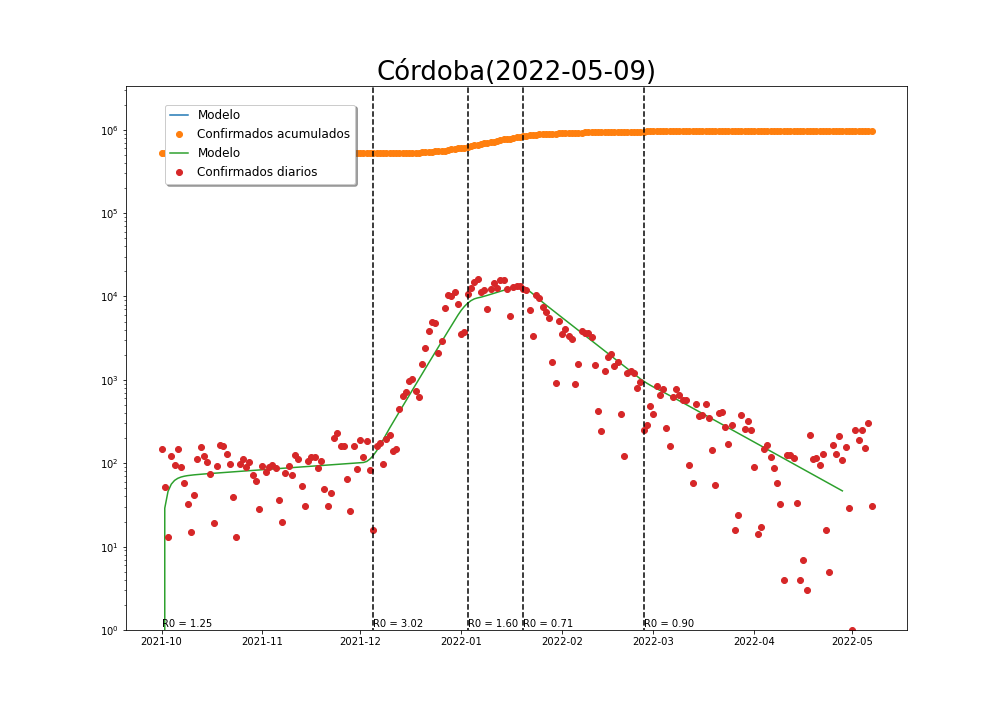 Córdoba(2022-05-09)
Modelo
Confirmados acumulados
Modelo
Confirmados diarios
10⁶
10⁵
10⁴
10³
10²
10¹
10⁰
R0 = 1.25
R0 = 3.02
R0 = 1.60
R0 = 0.71
R0 = 0.90
2021-10
2021-11
2021-12
2022-01
2022-02
2022-03
2022-04
2022-05